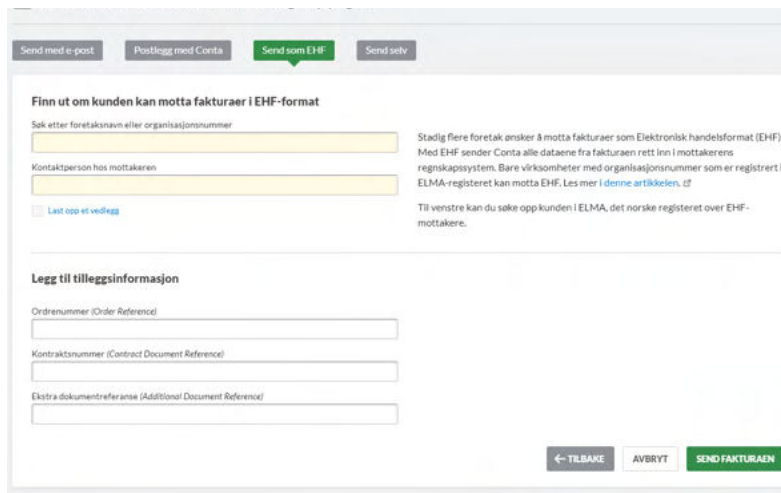 Send med e-post
Postlegg med Conta
Send som EHF
Send selv
Finn ut om kunden kan motta fakturaer i EHF-format
Søk etter foretaksnavn eller organisasjonsnummer
Kontaktperson hos mottakeren
Last opp et vedlegg
Stadig flere foretak ønsker å motta fakturaer som Elektronisk handelsformat (EHF)
Med EHF sender Conta alle dataene fra fakturaen rett inn i mottakerens
regnskapssystem. Bare virksomheter med organisasjonsnummer som er registrert i
ELMA-registeret kan motta EHF. Les mer i denne artikkelen.
Til venstre kan du søke opp kunden i ELMA, det norske registeret over EHF-
mottakere.
Legg til tilleggsinformasjon
Ordrenummer (Order Reference)
Kontraktsnummer (Contract Document Reference)
Ekstra dokumentreferanse (Additional Document Reference)
← TILBAKE
AVBRYT
SEND FAKTURAEN